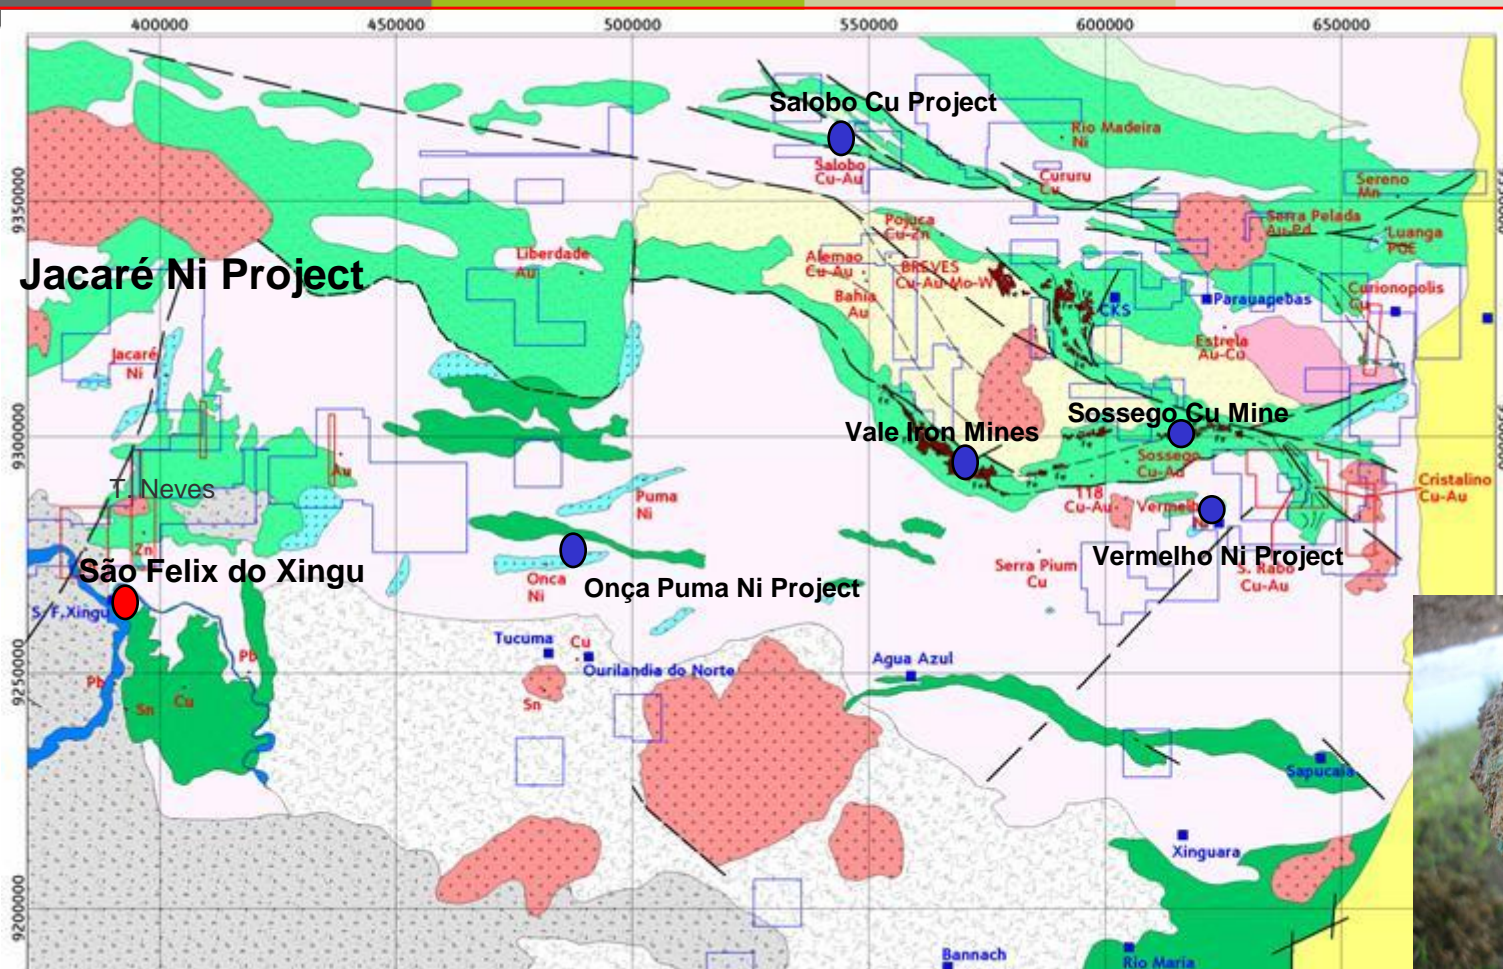 400000
450000
500000
550000
600000
650000
Salobo Cu Project
Rio Madeira
Ni
Salobo
Cu-Au
Cururu
Cu
Sereno
Mn
9350000
Pojuca
Cu-Zn
Serra Pelada
Au-Pd
Luanga
PGE
Liberdade
Au
Alemao
Cu-Au
BREVES
Cu-Au-Mo-W
Jacaré Ni Project
Bahia
Au
CKS
Parauapebas
Curionopolis
Cu
Jacaré
Ni
Estrela
Au-Co
Fe
Sossego Cu Mine
Vale Iron Mines
9300000
Au
Sossego
Cu-Au
T. Neves
Puma
Ni
118
Cu-Au
Cristalino
Cu-Au
Zn
Vermelho Ni Project
São Felix do Xingu
Onca
Ni
Onça Puma Ni Project
Serra Pium
Cu
S. Rabo
Cu-Au
S.F.Xingu
Tucuma
Cu
Ourilandia do Norte
Agua Azul
9250000
Pb
Pb
Cu
Sn
Sn
Sapucaia
Xinguara
9200000
Bannach
Rio Maria